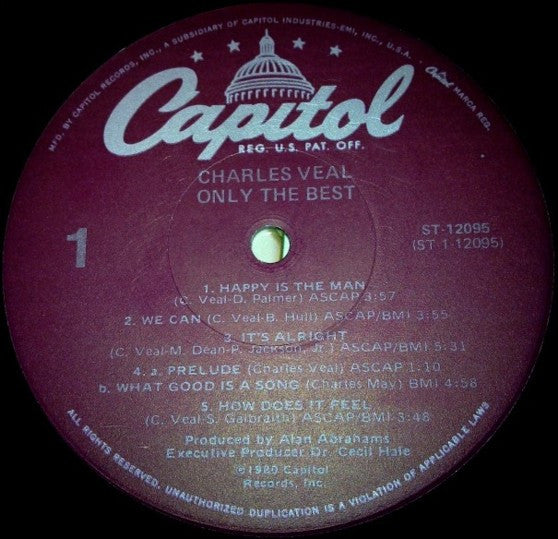 MFD. BY CAPITOL RECORDS, INC., A SUBSIDIARY OF CAPITOL INDUSTRIES-EMI, INC., U.S.A.
Capitol MARCA REG.
Capitol
REG. U.S. PAT. OFF.
CHARLES VEAL
ONLY THE BEST
1
ST-12095
(ST 1-12095)
1. HAPPY IS THE MAN
(C. Veal-D. Palmer) ASCAP 3:57
2. WE CAN (C. Veal-B. Hull) ASCAP/BMI 3:55
3. IT'S ALRIGHT
(C. Veal-M. Dean-P. Jackson, Jr.) ASCAP/BMI 5:31
4. a. PRELUDE (Charles Veal) ASCAP 1:10
b. WHAT GOOD IS A SONG (Charles May) BMI 4:58
5. HOW DOES IT FEEL
(C. Veal-S. Galbraith) ASCAP/BMI 3:48
Produced by Alan Abrahams
Executive Producer Dr. Cecil Hale
©1980 Capitol
Records, Inc.
ALL RIGHTS RESERVED. UNAUTHORIZED DUPLICATION IS A VIOLATION OF APPLICABLE LAWS